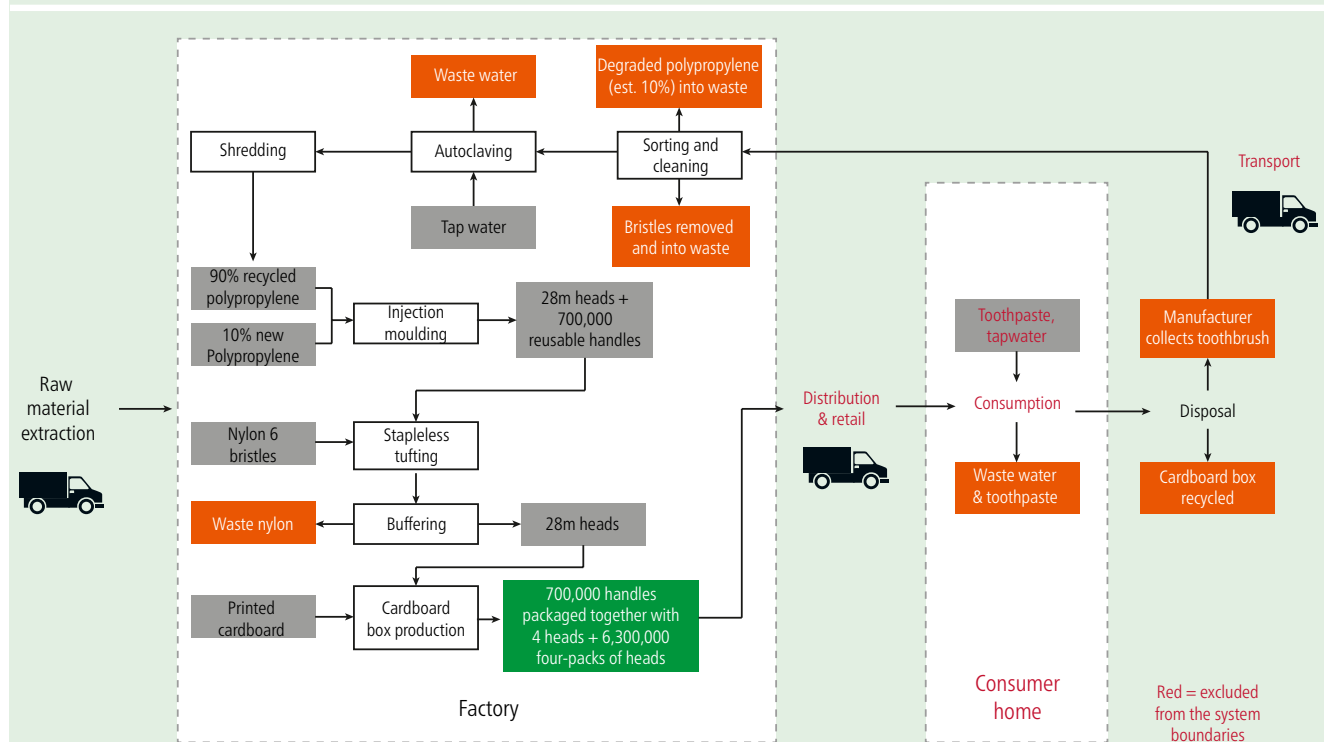 Waste water
Degraded polypropylene
(est. 10%) into waste
Shredding
Autoclaving
Sorting and
cleaning
Transport
Tap water
Bristles removed
and into waste
90% recycled
polypropylene
10% new
Polypropylene
Injection
moulding
28m heads +
700,000
reusable handles
Toothpaste,
tapwater
Manufacturer
collects toothbrush
Raw
material
extraction
Distribution
& retail
Consumption
Disposal
Nylon 6
bristles
Stapleless
tufting
Waste water
& toothpaste
Cardboard box
recycled
Waste nylon
Buffering
28m heads
Printed
cardboard
Cardboard
box production
700,000 handles
packaged together with
4 heads + 6,300,000
four-packs of heads
Factory
Consumer
home
Red = excluded
from the system
boundaries